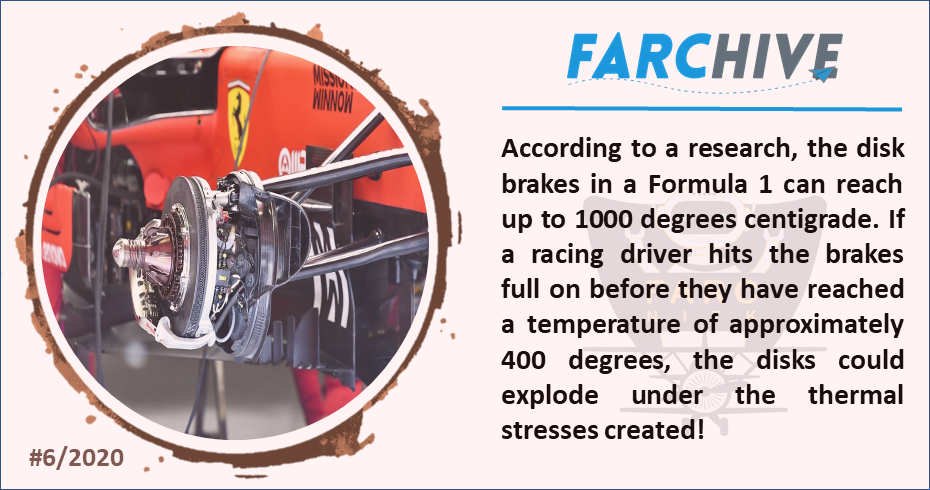 FARCHIVE
According to a research, the disk
brakes in a Formula 1 can reach
up to 1000 degrees centigrade. If
a racing driver hits the brakes
full on before they have reached
a temperature of approximately
400 degrees, the disks could
explode under the thermal
stresses created!
MISSION
WINNOW
#6/2020